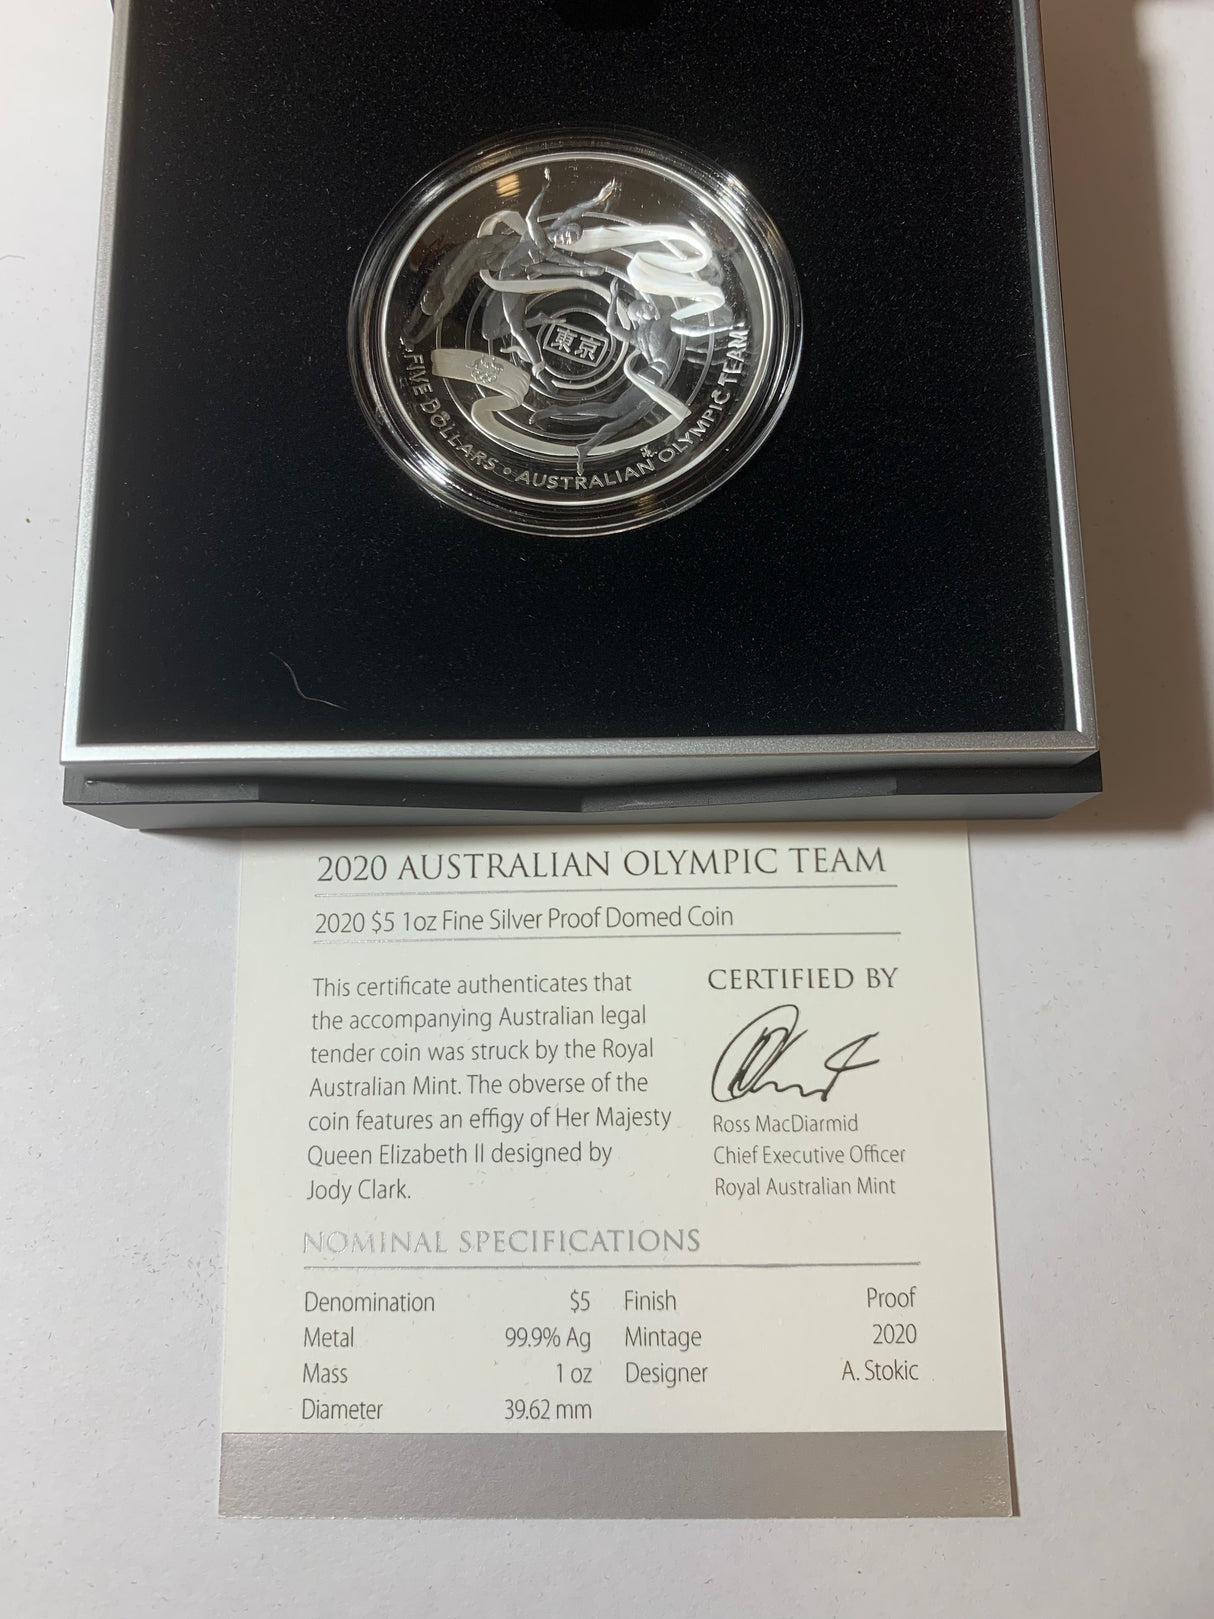 東京
FIVE DOLLARS • AUSTRALIAN OLYMPIC TEAM
2020 AUSTRALIAN OLYMPIC TEAM
2020 $5 1oz Fine Silver Proof Domed Coin
This certificate authenticates that
the accompanying Australian legal
tender coin was struck by the Royal
Australian Mint. The obverse of the
coin features an effigy of Her Majesty
Queen Elizabeth II designed by
Jody Clark.
CERTIFIED BY
Ross MacDiarmid
Chief Executive Officer
Royal Australian Mint
NOMINAL SPECIFICATIONS
Denomination $5 Finish Proof
Metal 99.9% Ag Mintage 2020
Mass 1 oz Designer A. Stokic
Diameter 39.62 mm